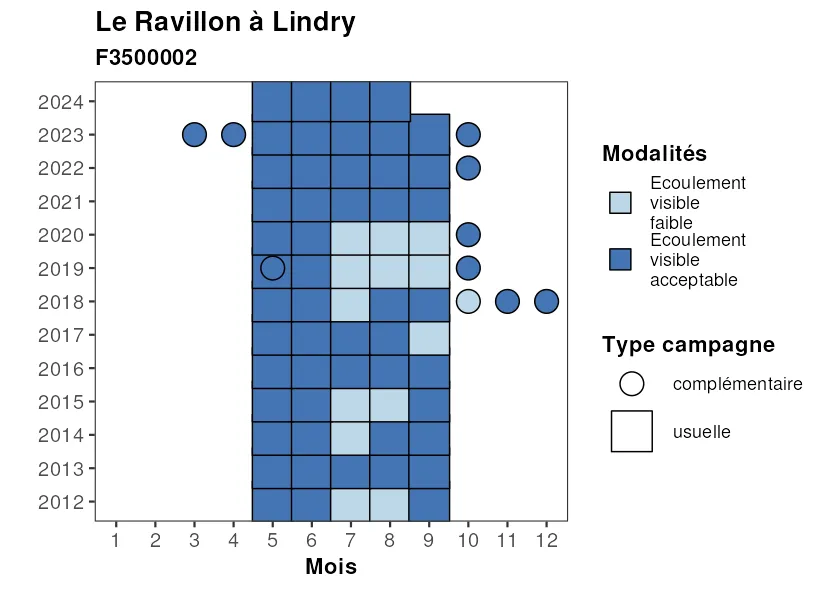 Le Ravillon à Lindry
F3500002
2024
2023
2022
2021
2020
2019
2018
2017
2016
2015
2014
2013
2012
1 2 3 4 5 6 7 8 9 10 11 12
Mois
Modalités
Ecoulement
visible
faible
Ecoulement
visible
acceptable
Type campagne
complémentaire
usuelle